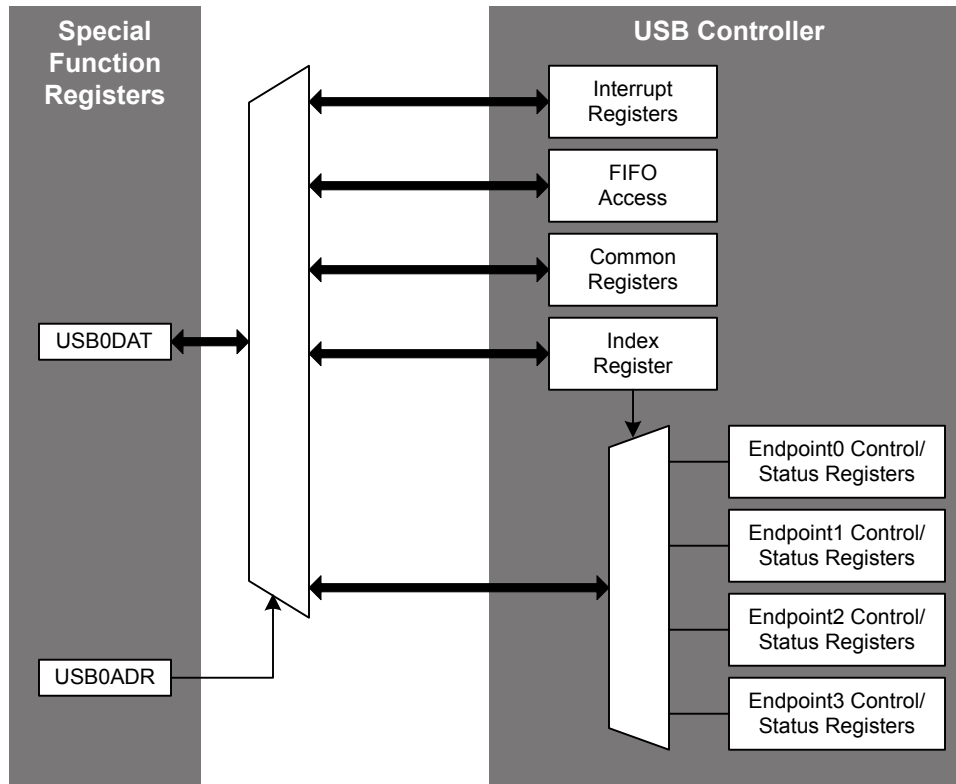 Special
Function
Registers
USB Controller
Interrupt
Registers
FIFO
Access
Common
Registers
USB0DAT
Index
Register
Endpoint0 Control/
Status Registers
Endpoint1 Control/
Status Registers
Endpoint2 Control/
Status Registers
USB0ADR
Endpoint3 Control/
Status Registers